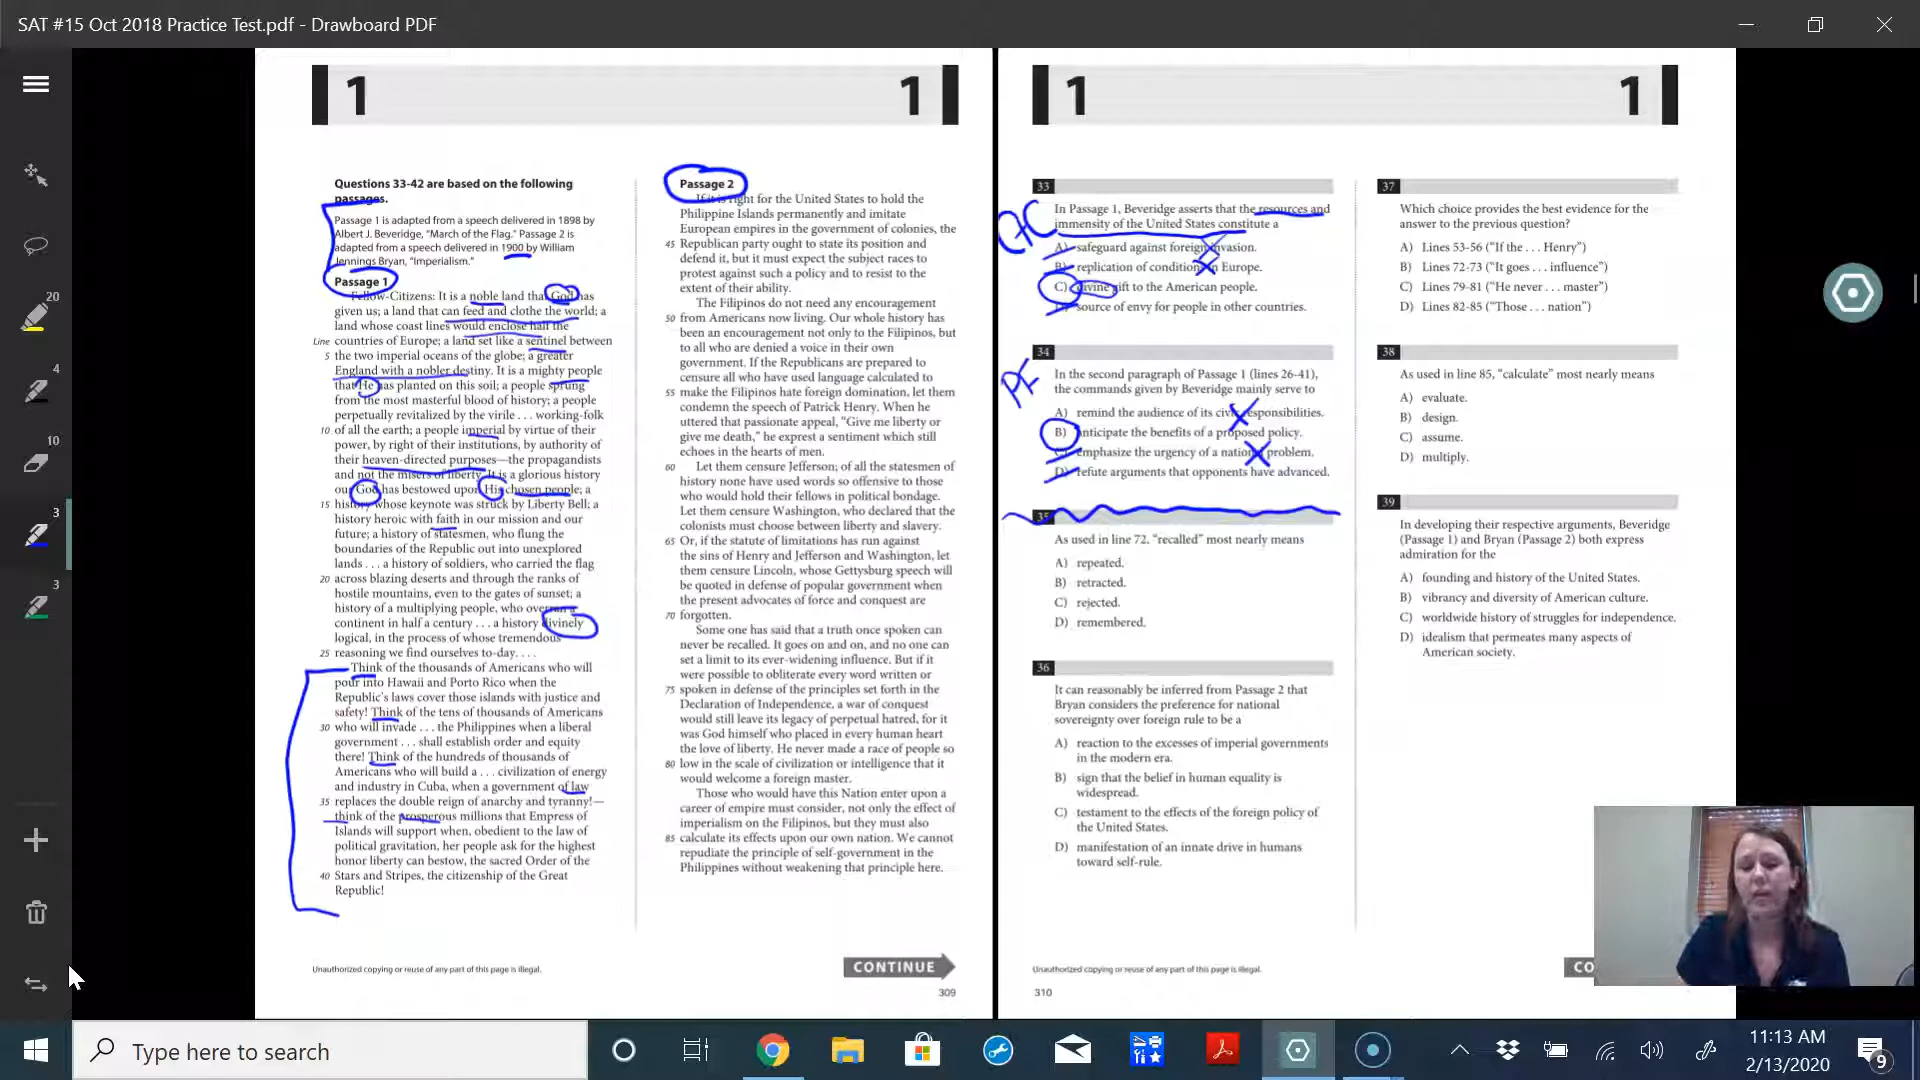 SAT #15 Oct 2018 Practice Test.pdf - Drawboard PDF
20
4
10
3
3
1
1
Questions 33-42 are based on the following
passages.
Passage 1 is adapted from a speech delivered in 1898 by
Albert J. Beveridge, "March of the Flag." Passage 2 is
adapted from a speech delivered in 1900 by William
Jennings Bryan, "Imperialism."
Passage 1
Fellow-Citizens: It is a noble land that God has
given us; a land that can feed and clothe the world; a
land whose coast lines would enclose half the
Line countries of Europe; a land set like a sentinel between
5 the two imperial oceans of the globe; a greater
England with a nobler destiny. It is a mighty people
that He has planted on this soil; a people sprung
from the most masterful blood of history; a people
perpetually revitalized by the virile . . . working-folk
10 of all the earth; a people imperial by virtue of their
power, by right of their institutions, by authority of
their heaven-directed purposes—the propagandists
and not the misers of liberty. It is a glorious history
our God has bestowed upon His chosen people; a
15 history whose keynote was struck by Liberty Bell; a
history heroic with faith in our mission and our
future; a history of statesmen, who flung the
boundaries of the Republic out into unexplored
lands . . . a history of soldiers, who carried the flag
20 across blazing deserts and through the ranks of
hostile mountains, even to the gates of sunset; a
history of a multiplying people, who overran a
continent in half a century . . . a history divinely
logical, in the process of whose tremendous
25 reasoning we find ourselves to-day. . . .
Think of the thousands of Americans who will
pour into Hawaii and Porto Rico when the
Republic's laws cover those islands with justice and
safety! Think of the tens of thousands of Americans
30 who will invade . . . the Philippines when a liberal
government . . . shall establish order and equity
there! Think of the hundreds of thousands of
Americans who will build a . . . civilization of energy
and industry in Cuba, when a government of law
35 replaces the double reign of anarchy and tyranny!—
think of the prosperous millions that Empress of
Islands will support when, obedient to the law of
political gravitation, her people ask for the highest
honor liberty can bestow, the sacred Order of the
40 Stars and Stripes, the citizenship of the Great
Republic!
Passage 2
If it is right for the United States to hold the
Philippine Islands permanently and imitate
European empires in the government of colonies, the
45 Republican party ought to state its position and
defend it, but it must expect the subject races to
protest against such a policy and to resist to the
extent of their ability.
The Filipinos do not need any encouragement
50 from Americans now living. Our whole history has
been an encouragement not only to the Filipinos, but
to all who are denied a voice in their own
government. If the Republicans are prepared to
censure all who have used language calculated to
55 make the Filipinos hate foreign domination, let them
condemn the speech of Patrick Henry. When he
uttered that passionate appeal, "Give me liberty or
give me death," he exprest a sentiment which still
echoes in the hearts of men.
60 Let them censure Jefferson; of all the statesmen of
history none have used words so offensive to those
who would hold their fellows in political bondage.
Let them censure Washington, who declared that the
colonists must choose between liberty and slavery.
65 Or, if the statute of limitations has run against
the sins of Henry and Jefferson and Washington, let
them censure Lincoln, whose Gettysburg speech will
be quoted in defense of popular government when
the present advocates of force and conquest are
70 forgotten.
Some one has said that a truth once spoken can
never be recalled. It goes on and on, and no one can
set a limit to its ever-widening influence. But if it
were possible to obliterate every word written or
75 spoken in defense of the principles set forth in the
Declaration of Independence, a war of conquest
would still leave its legacy of perpetual hatred, for it
was God himself who placed in every human heart
the love of liberty. He never made a race of people so
80 low in the scale of civilization or intelligence that it
would welcome a foreign master.
Those who would have this Nation enter upon a
career of empire must consider, not only the effect of
imperialism on the Filipinos, but they must also
85 calculate its effects upon our own nation. We cannot
repudiate the principle of self-government in the
Philippines without weakening that principle here.
Unauthorized copying or reuse of any part of this page is illegal.
CONTINUE
309
1
1
33
In Passage 1, Beveridge asserts that the resources and
immensity of the United States constitute a
A) safeguard against foreign invasion.
B) replication of conditions in Europe.
C) divine gift to the American people.
D) source of envy for people in other countries.
34
In the second paragraph of Passage 1 (lines 26-41),
the commands given by Beveridge mainly serve to
A) remind the audience of its civic responsibilities.
B) anticipate the benefits of a proposed policy.
C) emphasize the urgency of a national problem.
D) refute arguments that opponents have advanced.
35
As used in line 72, "recalled" most nearly means
A) repeated.
B) retracted.
C) rejected.
D) remembered.
36
It can reasonably be inferred from Passage 2 that
Bryan considers the preference for national
sovereignty over foreign rule to be a
A) reaction to the excesses of imperial governments
in the modern era.
B) sign that the belief in human equality is
widespread.
C) testament to the effects of the foreign policy of
the United States.
D) manifestation of an innate drive in humans
toward self-rule.
37
Which choice provides the best evidence for the
answer to the previous question?
A) Lines 53-56 ("If the . . . Henry")
B) Lines 72-73 ("It goes . . . influence")
C) Lines 79-81 ("He never . . . master")
D) Lines 82-85 ("Those . . . nation")
38
As used in line 85, "calculate" most nearly means
A) evaluate.
B) design.
C) assume.
D) multiply.
39
In developing their respective arguments, Beveridge
(Passage 1) and Bryan (Passage 2) both express
admiration for the
A) founding and history of the United States.
B) vibrancy and diversity of American culture.
C) worldwide history of struggles for independence.
D) idealism that permeates many aspects of
American society.
Unauthorized copying or reuse of any part of this page is illegal.
CO
310
Type here to search
11:13 AM
2/13/2020
9